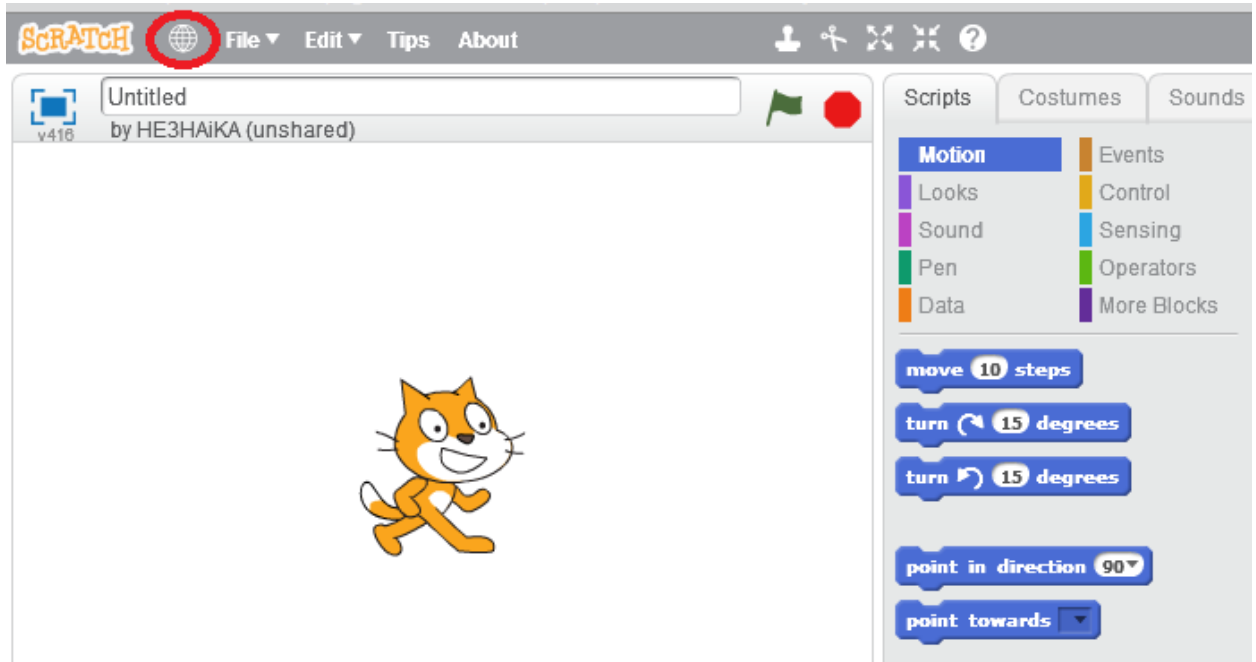 SCRATCH File Edit Tips About
Untitled
v416 by HE3HAiKA (unshared)
Scripts Costumes Sounds
Motion Events
Looks Control
Sound Sensing
Pen Operators
Data More Blocks
move 10 steps
turn 15 degrees
turn 15 degrees
point in direction 90
point towards